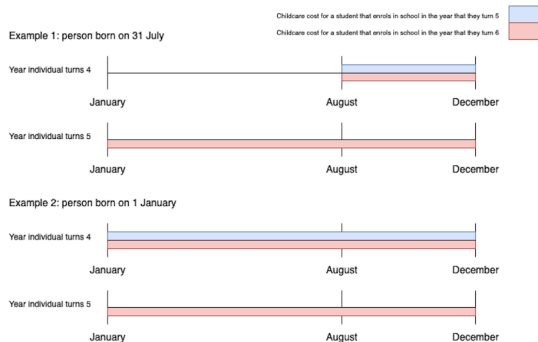 Childcare cost for a student that enrols in school in the year that they turn 5
Childcare cost for a student that enrols in school in the year that they turn 6
Example 1: person born on 31 July
Year individual turns 4
January August December
Year individual turns 5
January August December
Example 2: person born on 1 January
Year individual turns 4
January August December
Year individual turns 5
January August December